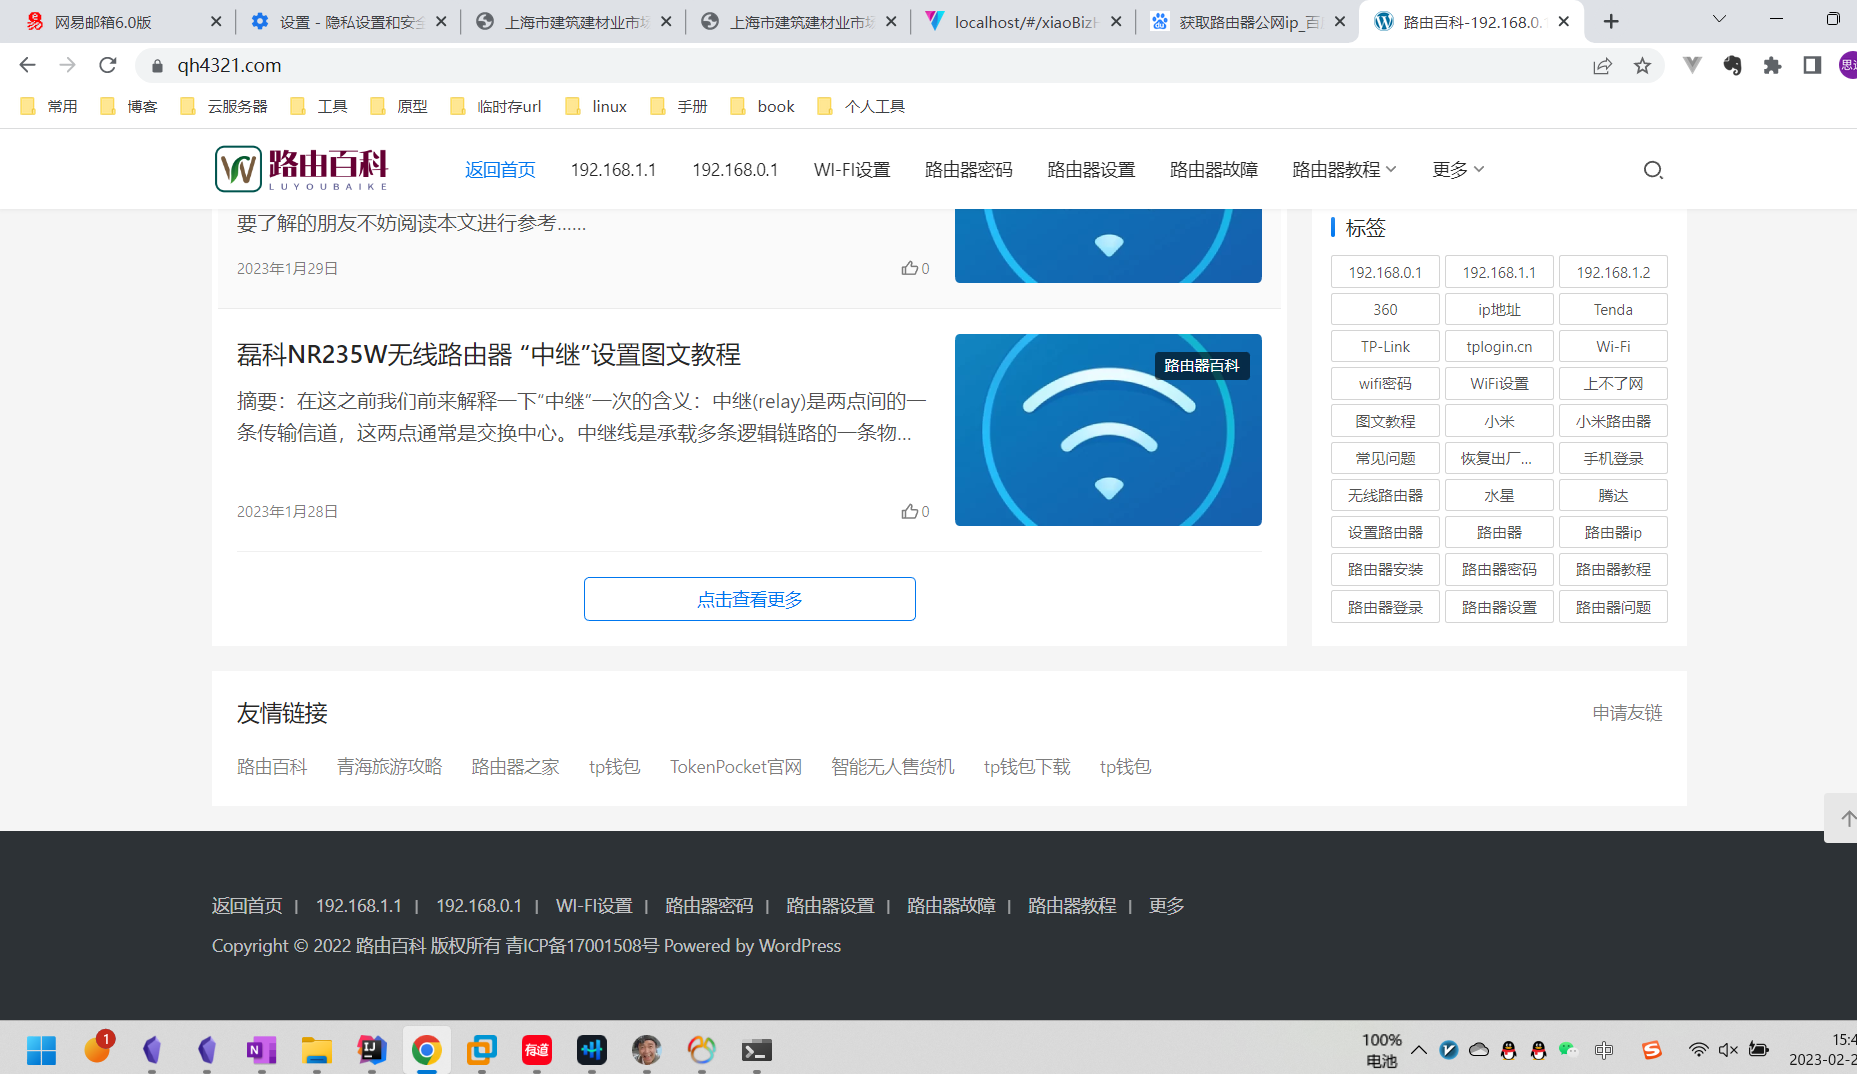 网易邮箱6.0版
设置 - 隐私设置和安全
上海市建筑建材业市场
上海市建筑建材业市场
localhost/#/xiaoBizH
获取路由器公网ip_百度
路由百科-192.168.0.1
qh4321.com
思
常用 博客 云服务器 工具 原型 临时存url linux 手册 book 个人工具
路由百科
LUYOUBAIKE
返回首页 192.168.1.1 192.168.0.1 WI-FI设置 路由器密码 路由器设置 路由器故障 路由器教程 更多
要了解的朋友不妨阅读本文进行参考……
2023年1月29日
0
磊科NR235W无线路由器 “中继”设置图文教程
摘要：在这之前我们前来解释一下“中继”一次的含义：中继(relay)是两点间的一
条传输信道，这两点通常是交换中心。中继线是承载多条逻辑链路的一条物...
2023年1月28日
0
路由器百科
点击查看更多
标签
192.168.0.1 192.168.1.1 192.168.1.2
360 ip地址 Tenda
TP-Link tplogin.cn Wi-Fi
wifi密码 WiFi设置 上不了网
图文教程 小米 小米路由器
常见问题 恢复出厂... 手机登录
无线路由器 水星 腾达
设置路由器 路由器 路由器ip
路由器安装 路由器密码 路由器教程
路由器登录 路由器设置 路由器问题
友情链接
申请友链
路由百科 青海旅游攻略 路由器之家 tp钱包 TokenPocket官网 智能无人售货机 tp钱包下载 tp钱包
返回首页 | 192.168.1.1 | 192.168.0.1 | WI-FI设置 | 路由器密码 | 路由器设置 | 路由器故障 | 路由器教程 | 更多
Copyright © 2022 路由百科 版权所有 青ICP备17001508号 Powered by WordPress
1
有道
100%
电池
中
15:4
2023-02-2